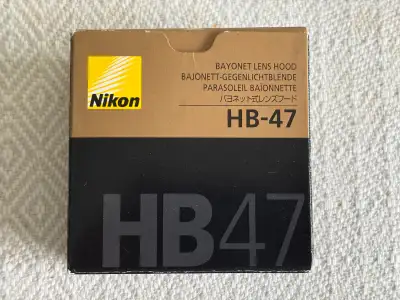 Nikon
BAYONET LENS HOOD
BAJONETT-GEGENLICHTBLENDE
PARASOLEIL BAÏONNETTE
バヨネット式レンズフード
HB-47
HB47